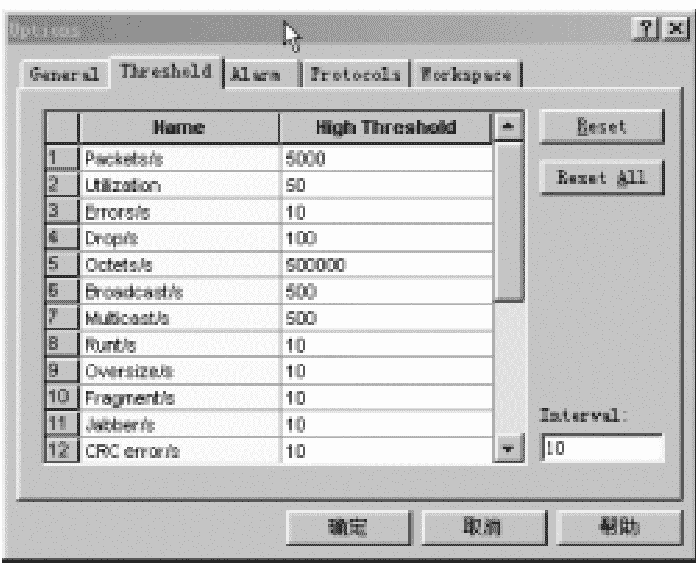 Options
General Threshold Alarm Protocols Workspace
Name High Threshold
1 Packets/s 5000
2 Utilization 50
3 Errors/s 10
4 Drop/s 100
5 Octets/s 500000
6 Broadcast/s 500
7 Multicast/s 500
8 Runt/s 10
9 Oversize/s 10
10 Fragment/s 10
11 Jabber/s 10
12 CRC error/s 10
Reset
Reset All
Interval:
10
确定 取消 帮助